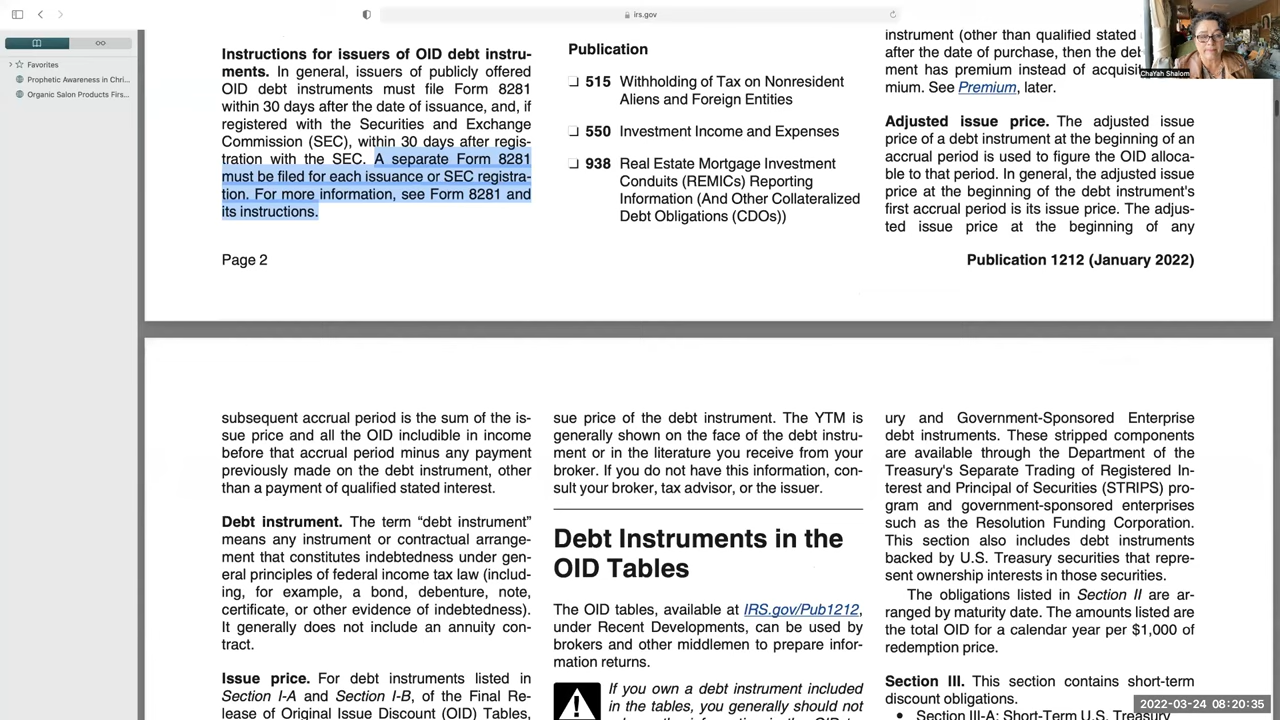 irs.gov
Favorites
Prophetic Awareness in Chri...
Organic Salon Products Firs...
Instructions for issuers of OID debt instru-
ments. In general, issuers of publicly offered
OID debt instruments must file Form 8281
within 30 days after the date of issuance, and, if
registered with the Securities and Exchange
Commission (SEC), within 30 days after regis-
tration with the SEC. A separate Form 8281
must be filed for each issuance or SEC registra-
tion. For more information, see Form 8281 and
its instructions.
Publication
515 Withholding of Tax on Nonresident
Aliens and Foreign Entities
550 Investment Income and Expenses
938 Real Estate Mortgage Investment
Conduits (REMICs) Reporting
Information (And Other Collateralized
Debt Obligations (CDOs))
instrument (other than qualified stated
after the date of purchase, then the deb
ment has premium instead of acquisit
mium. See Premium, later.
ChaYah Shalom
Adjusted issue price. The adjusted issue
price of a debt instrument at the beginning of an
accrual period is used to figure the OID alloca-
ble to that period. In general, the adjusted issue
price at the beginning of the debt instrument's
first accrual period is its issue price. The adjus-
ted issue price at the beginning of any
Page 2
Publication 1212 (January 2022)
subsequent accrual period is the sum of the is-
sue price and all the OID includible in income
before that accrual period minus any payment
previously made on the debt instrument, other
than a payment of qualified stated interest.
Debt instrument. The term “debt instrument”
means any instrument or contractual arrange-
ment that constitutes indebtedness under gen-
eral principles of federal income tax law (includ-
ing, for example, a bond, debenture, note,
certificate, or other evidence of indebtedness).
It generally does not include an annuity con-
tract.
Issue price. For debt instruments listed in
Section I-A and Section I-B, of the Final Re-
lease of Original Issue Discount (OID) Tables,
sue price of the debt instrument. The YTM is
generally shown on the face of the debt instru-
ment or in the literature you receive from your
broker. If you do not have this information, con-
sult your broker, tax advisor, or the issuer.
Debt Instruments in the
OID Tables
The OID tables, available at IRS.gov/Pub1212,
under Recent Developments, can be used by
brokers and other middlemen to prepare infor-
mation returns.
If you own a debt instrument included
in the tables, you generally should not
ury and Government-Sponsored Enterprise
debt instruments. These stripped components
are available through the Department of the
Treasury's Separate Trading of Registered In-
terest and Principal of Securities (STRIPS) pro-
gram and government-sponsored enterprises
such as the Resolution Funding Corporation.
This section also includes debt instruments
backed by U.S. Treasury securities that repre-
sent ownership interests in those securities.
The obligations listed in Section II are ar-
ranged by maturity date. The amounts listed are
the total OID for a calendar year per $1,000 of
redemption price.
Section III. This section contains short-term
discount obligations.
• Section III-A: Short-Term U.S. Treasury
2022-03-24 08:20:35